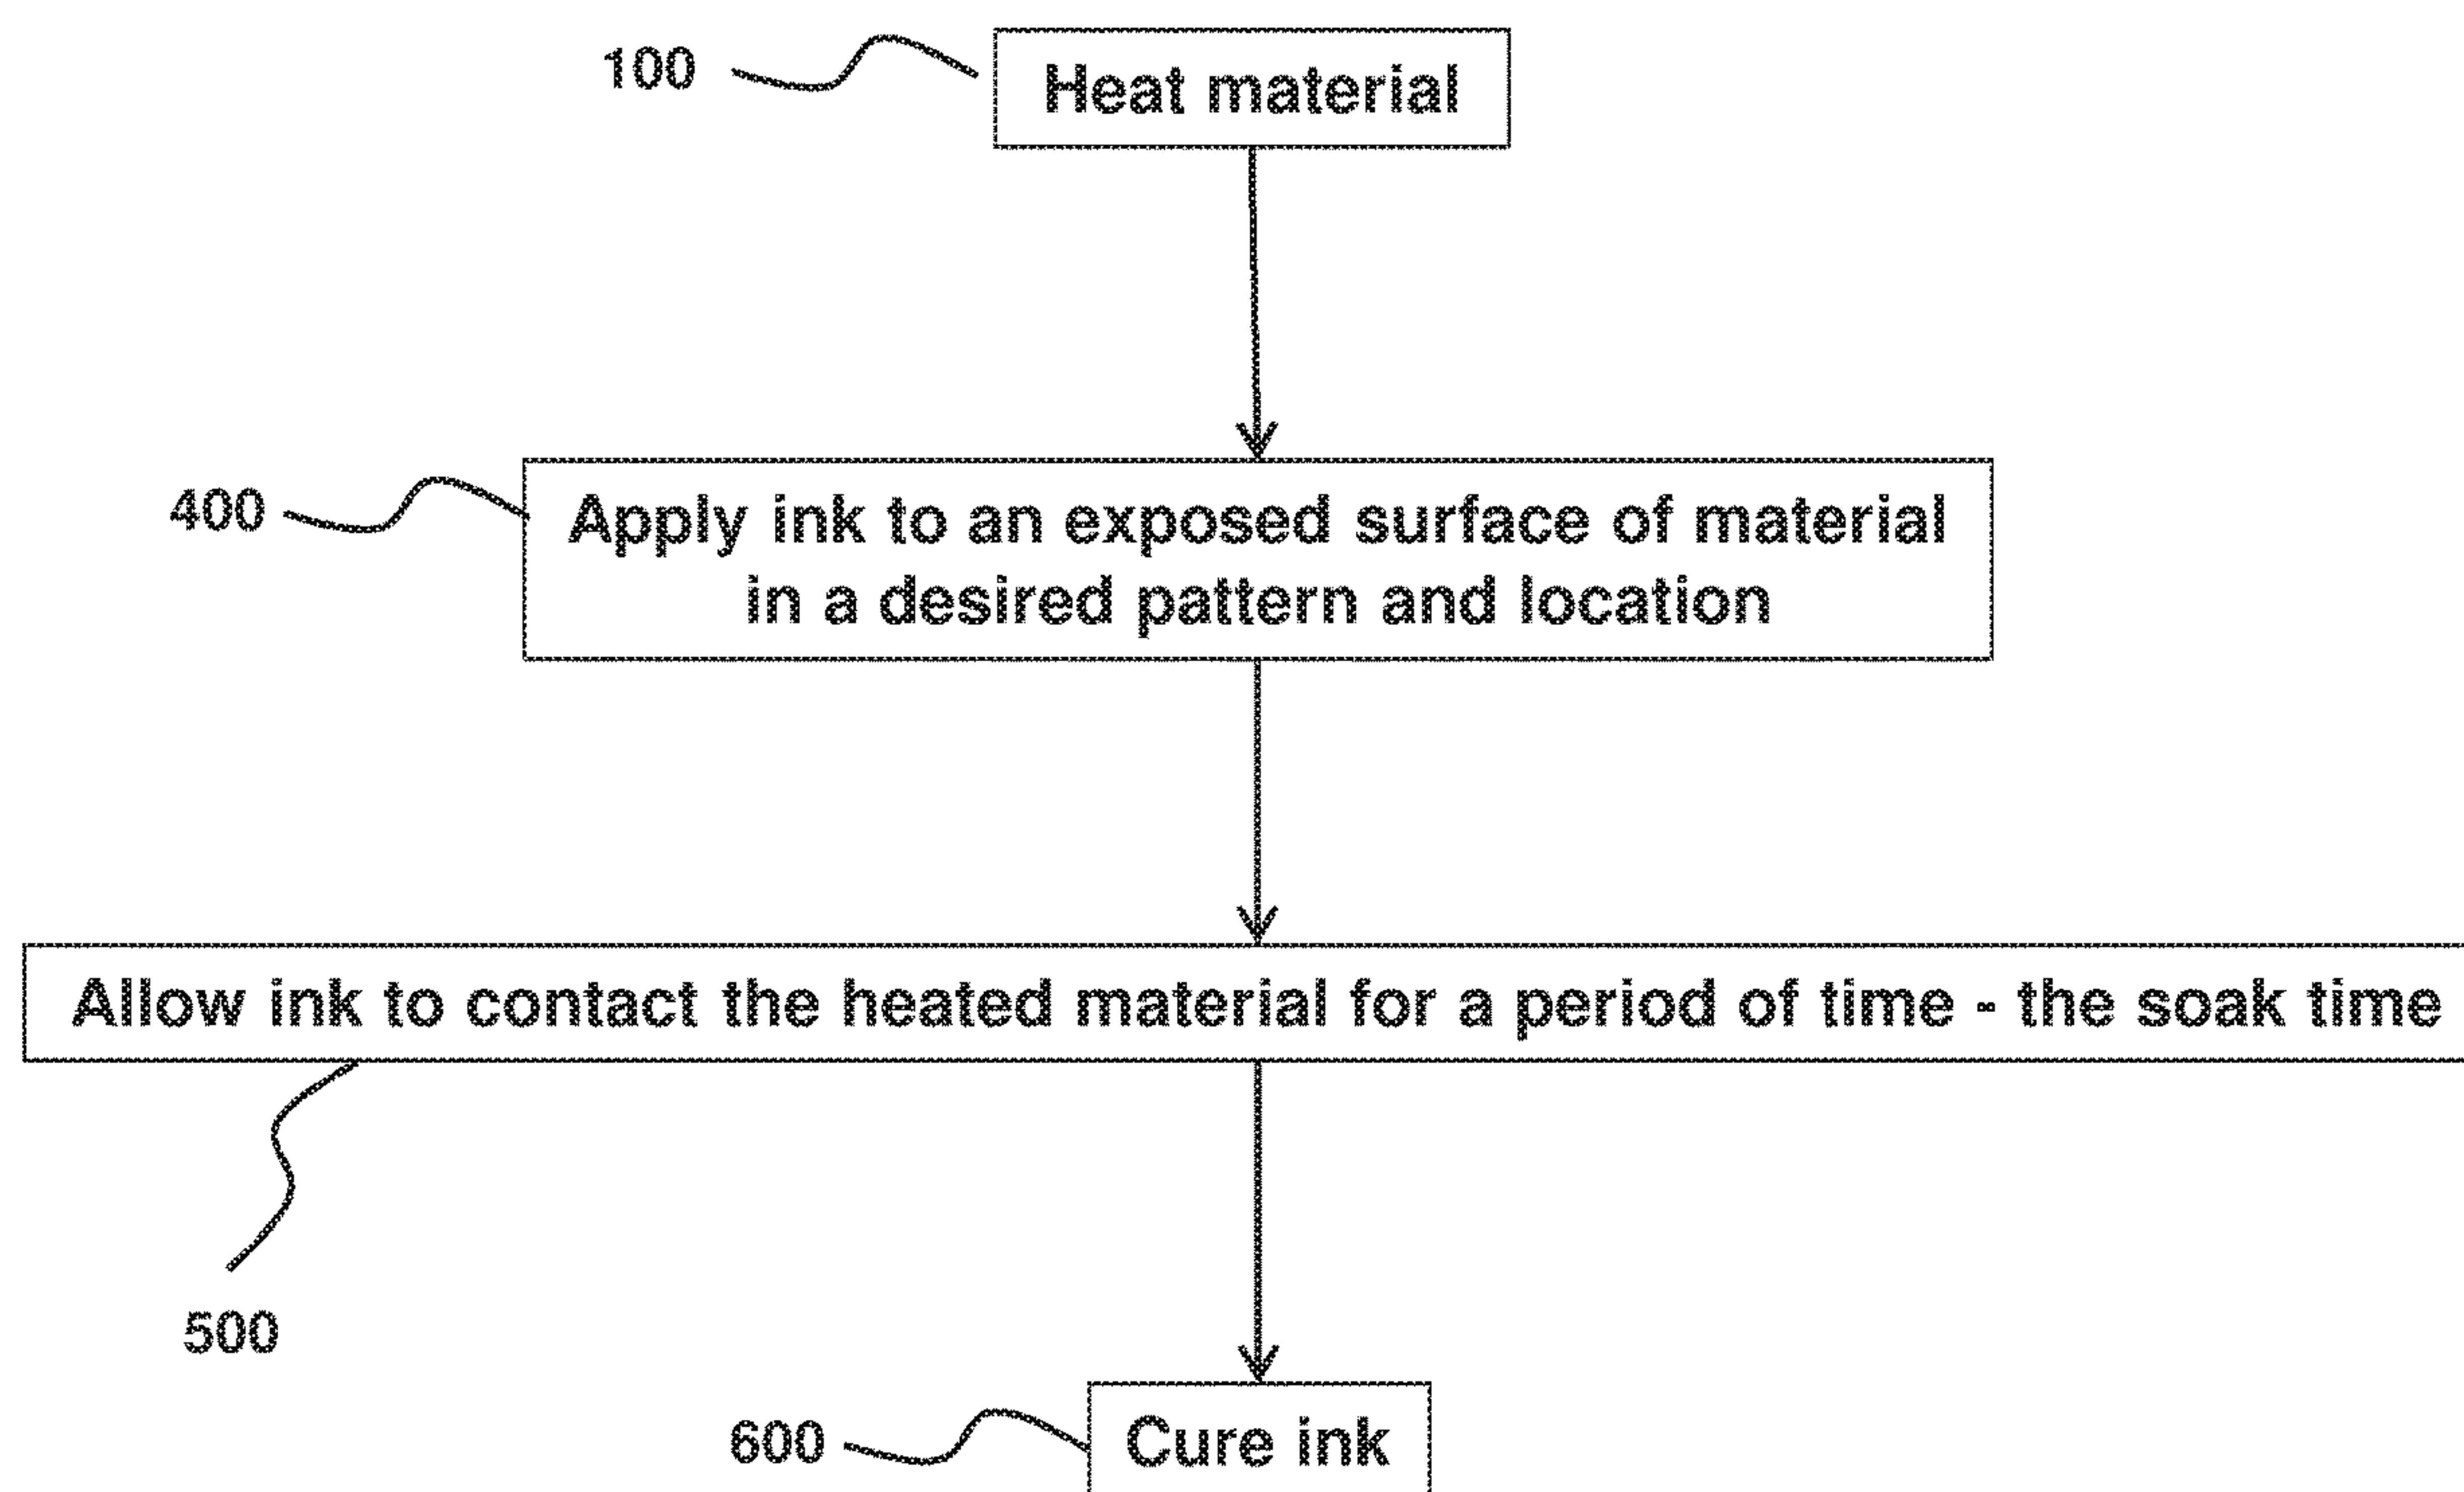 100
Heat material
400
Apply ink to an exposed surface of material
in a desired pattern and location
Allow ink to contact the heated material for a period of time - the soak time
500
600
Cure ink